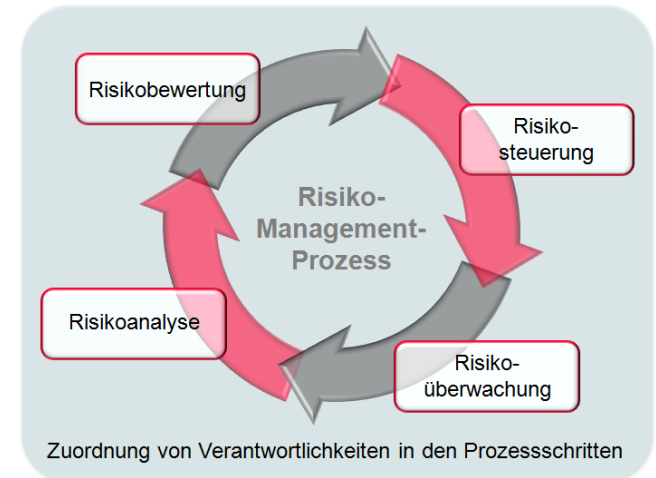 Risikobewertung
Risiko-
steuerung
Risiko-
Management-
Prozess
Risikoanalyse
Risiko-
überwachung
Zuordnung von Verantwortlichkeiten in den Prozessschritten